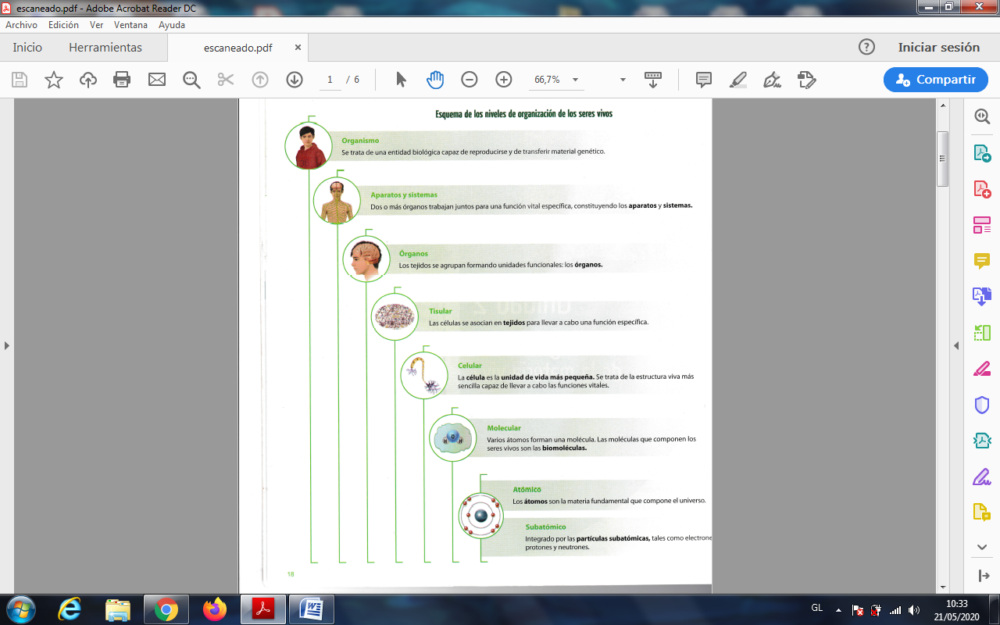 escaneado.pdf - Adobe Acrobat Reader DC
Archivo Edición Ver Ventana Ayuda
Inicio Herramientas escaneado.pdf × Iniciar sesión
1 / 6 66,7% Compartir
Esquema de los niveles de organización de los seres vivos
Organismo
Se trata de una entidad biológica capaz de reproducirse y de transferir material genético.
Aparatos y sistemas
Dos o más órganos trabajan juntos para una función vital específica, constituyendo los aparatos y sistemas.
Órganos
Los tejidos se agrupan formando unidades funcionales: los órganos.
Tisular
Las células se asocian en tejidos para llevar a cabo una función específica.
Celular
La célula es la unidad de vida más pequeña. Se trata de la estructura viva más
sencilla capaz de llevar a cabo las funciones vitales.
Molecular
Varios átomos forman una molécula. Las moléculas que componen los
seres vivos son las biomoléculas.
Atómico
Los átomos son la materia fundamental que compone el universo.
Subatómico
Integrado por las partículas subatómicas, tales como electrone
protones y neutrones.
18
GL 10:33
21/05/2020